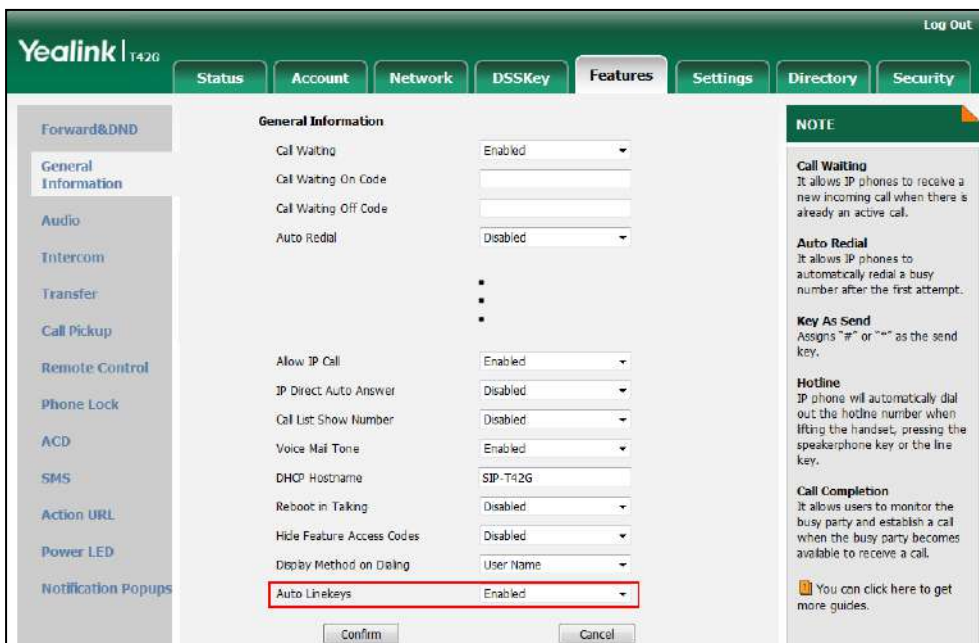 Log Out
Yealink T42G
Status Account Network DSSKey Features Settings Directory Security
Forward&DND
General
Information
Audio
Intercom
Transfer
Call Pickup
Remote Control
Phone Lock
ACD
SMS
Action URL
Power LED
Notification Popups
General Information
Call Waiting Enabled
Call Waiting On Code
Call Waiting Off Code
Auto Redial Disabled
Allow IP Call Enabled
IP Direct Auto Answer Disabled
Call List Show Number Disabled
Voice Mail Tone Enabled
DHCP Hostname SIP-T42G
Reboot in Talking Disabled
Hide Feature Access Codes Disabled
Display Method on Dialing User Name
Auto Linekeys Enabled
Confirm Cancel
NOTE
Call Waiting
It allows IP phones to receive a
new incoming call when there is
already an active call.
Auto Redial
It allows IP phones to
automatically redial a busy
number after the first attempt.
Key As Send
Assigns "#" or "*" as the send
key.
Hotline
IP phone will automatically dial
out the hotline number when
lifting the handset, pressing the
speakerphone key or the line
key.
Call Completion
It allows users to monitor the
busy party and establish a call
when the busy party becomes
available to receive a call.
You can click here to get
more guides.